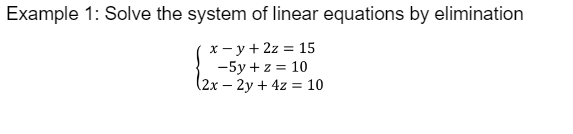 Example 1: Solve the system of linear equations by elimination
x − y + 2z = 15
−5y + z = 10
2x − 2y + 4z = 10